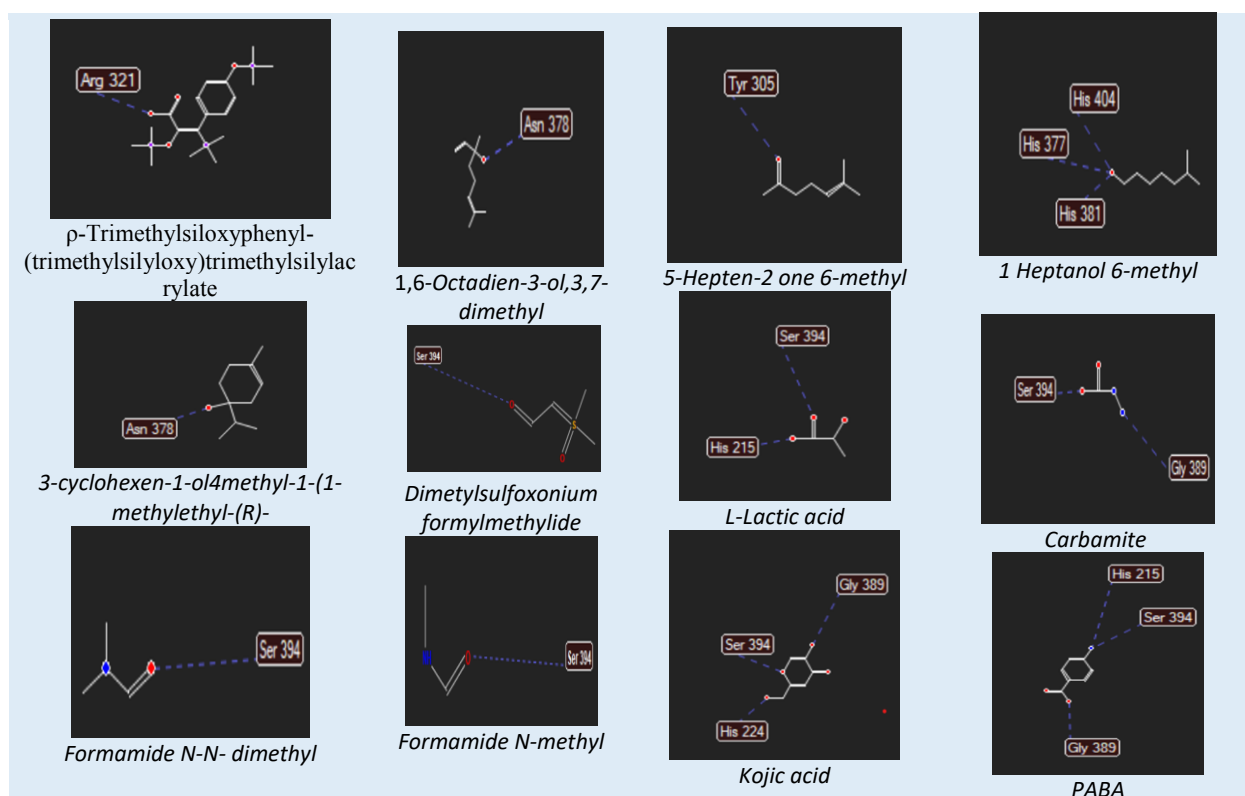 Arg 321
ρ-Trimethylsiloxyphenyl-
(trimethylsilyloxy)trimethylsilylac
rylate
Asn 378
1,6-Octadien-3-ol,3,7-
dimethyl
Tyr 305
5-Hepten-2 one 6-methyl
His 404
His 377
His 381
1 Heptanol 6-methyl
Asn 378
3-cyclohexen-1-ol4methyl-1-(1-
methylethyl-(R)-
Ser 394
O
S
O
Dimetylsulfoxonium
formylmethylide
Ser 394
His 215
L-Lactic acid
Ser 394
Gly 389
Carbamite
Ser 394
Formamide N-N- dimethyl
O
Ser 394
Formamide N-methyl
Gly 389
Ser 394
His 224
Kojic acid
His 215
Ser 394
Gly 389
PABA